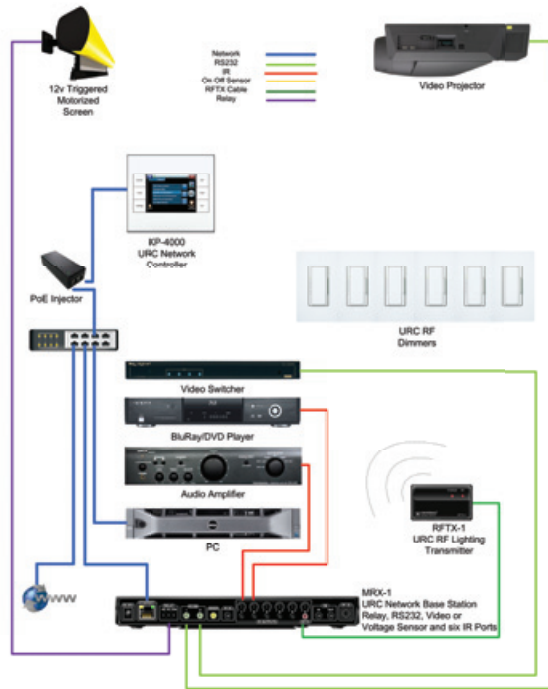 12v Triggered
Motorized
Screen
Network
RS232
IR
On-Off Sensor
RFTX Cable
Relay
Video Projector
KP-4000
URC Network
Controller
PoE Injector
URC RF
Dimmers
Video Switcher
BluRay/DVD Player
Audio Amplifier
PC
RFTX-1
URC RF Lighting
Transmitter
www
MRX-1
URC Network Base Station
Relay, RS232, Video or
Voltage Sensor and six IR Ports